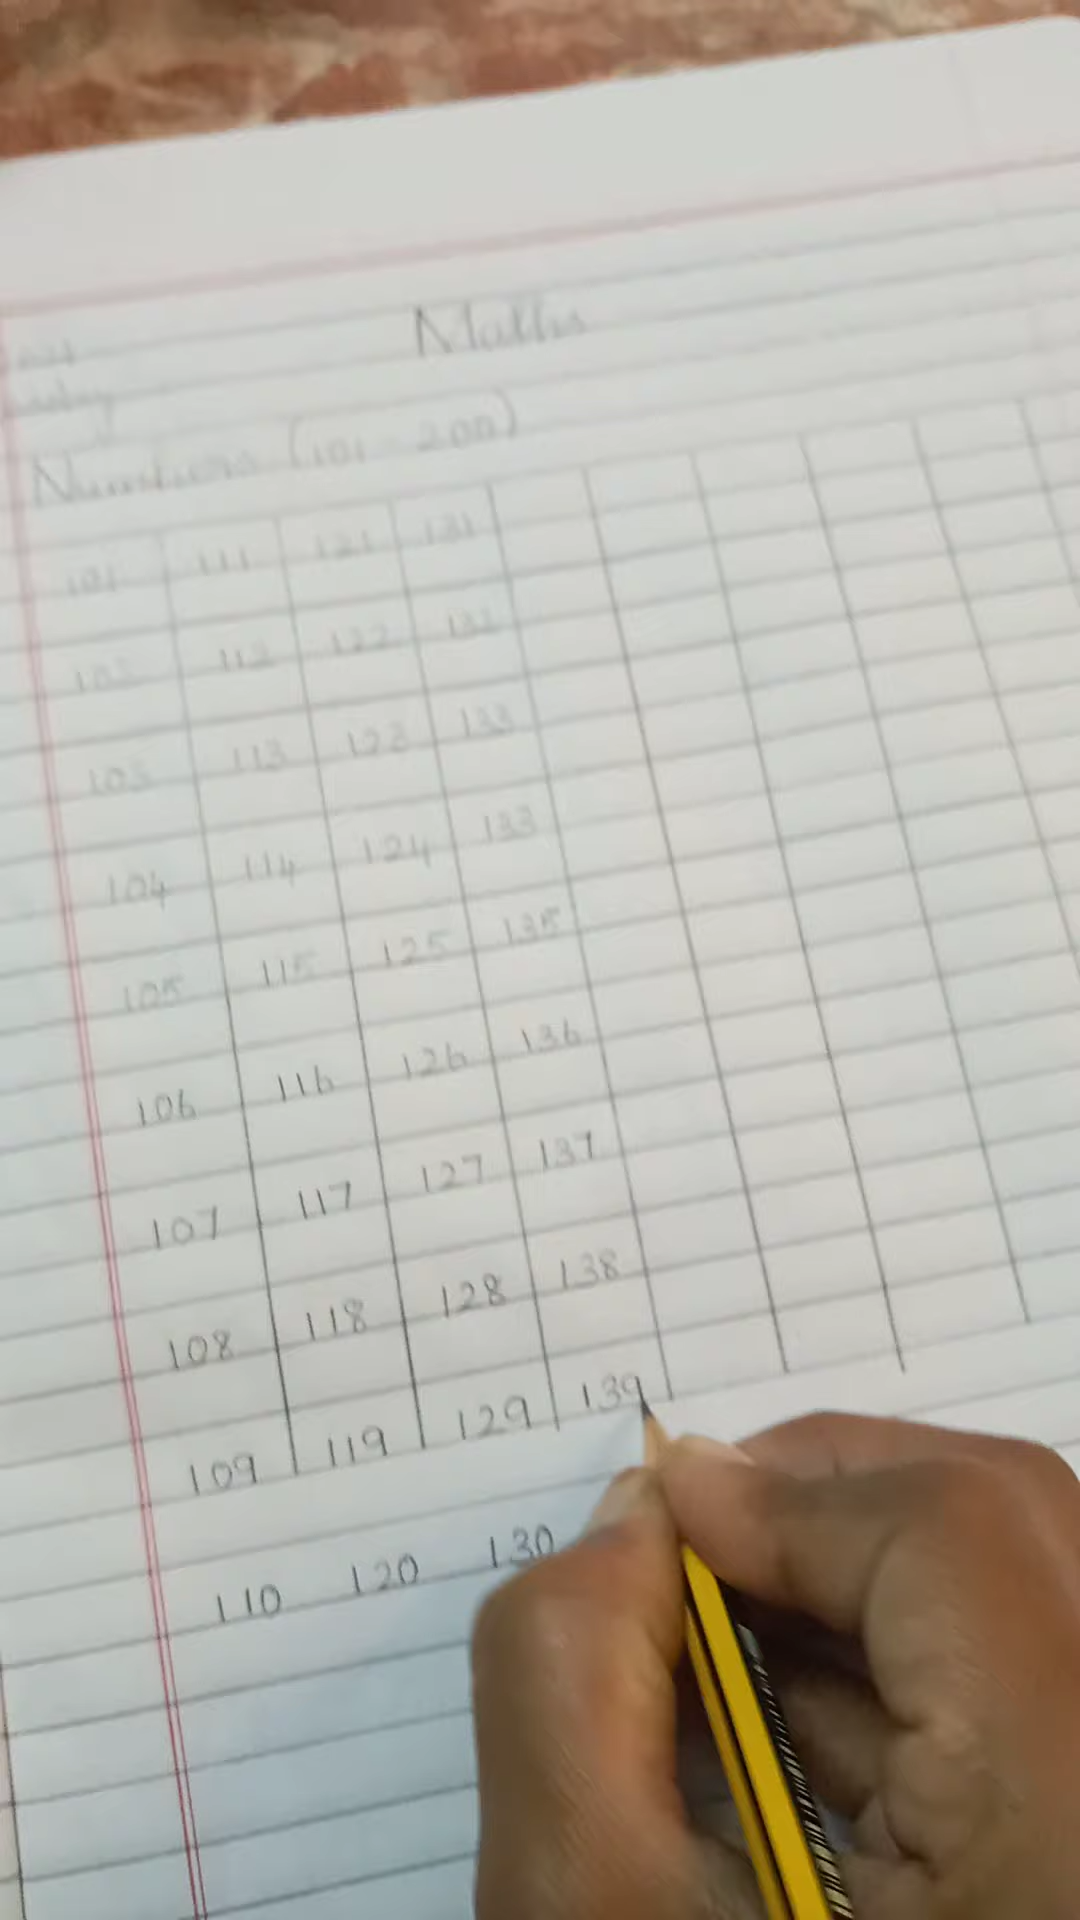 Maths
Numbers (101 - 200)
101 111 121 131
102 112 122 132
103 113 123 133
104 114 124 133
105 115 125 135
106 116 126 136
107 117 127 137
108 118 128 138
109 119 129 139
110 120 130